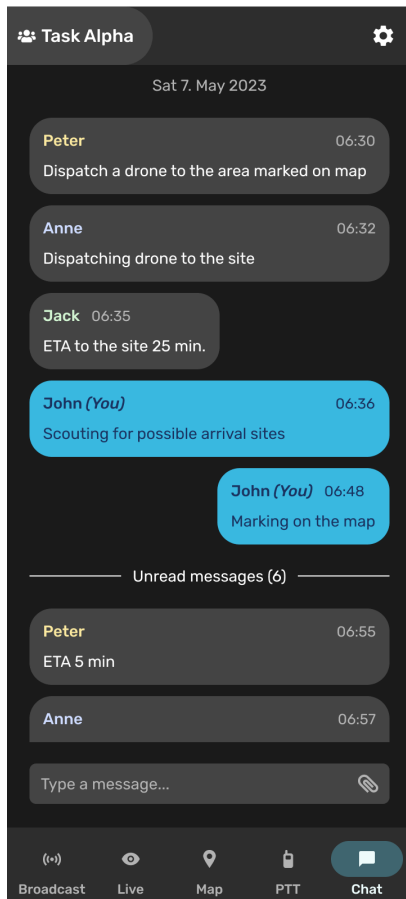 Task Alpha
Sat 7. May 2023
Peter 06:30
Dispatch a drone to the area marked on map
Anne 06:32
Dispatching drone to the site
Jack 06:35
ETA to the site 25 min.
John (You) 06:36
Scouting for possible arrival sites
John (You) 06:48
Marking on the map
Unread messages (6)
Peter 06:55
ETA 5 min
Anne 06:57
Type a message...
Broadcast Live Map PTT Chat